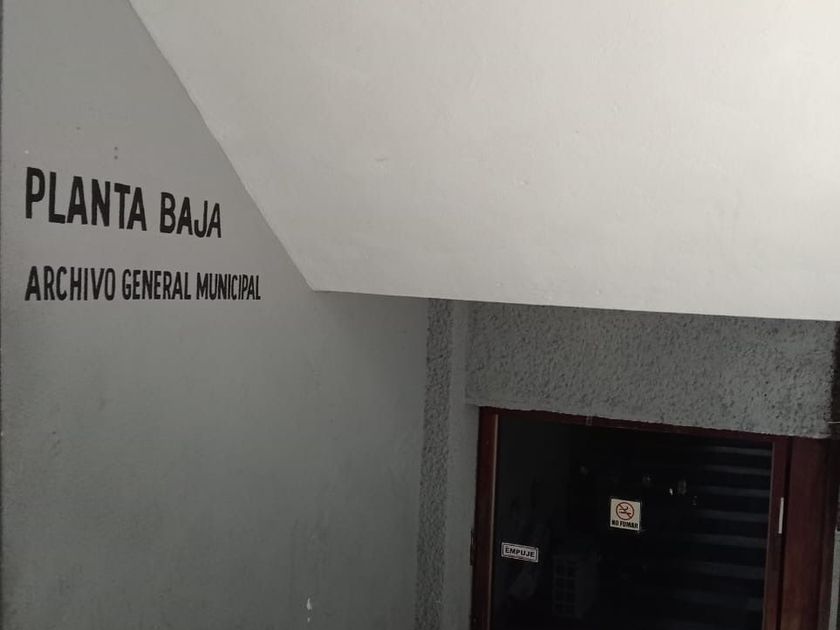 PLANTA BAJA
ARCHIVO GENERAL MUNICIPAL
NO FUMAR
EMPUJE